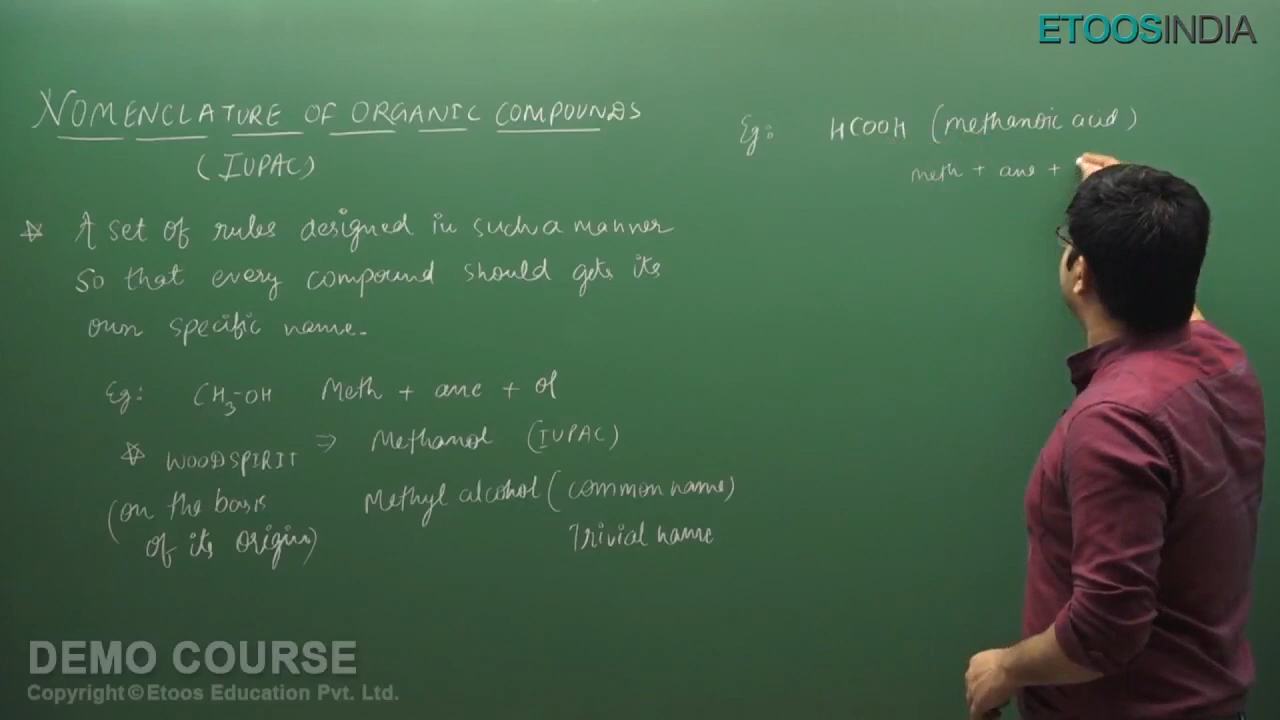 ETOOSINDIA
NOMENCLATURE OF ORGANIC COMPOUNDS
(IUPAC)
☆ A set of rules designed in such a manner
so that every compound should gets its
own specific name.
Eg: CH₃-OH Meth + ane + ol
☆ WOODSPIRIT ⇒ Methanol (IUPAC)
(on the basis
of its origin)
Methyl alcohol (common name)
Trivial name
Eg: HCOOH (methanoic acid)
meth + ane +
DEMO COURSE
Copyright © Etoos Education Pvt. Ltd.